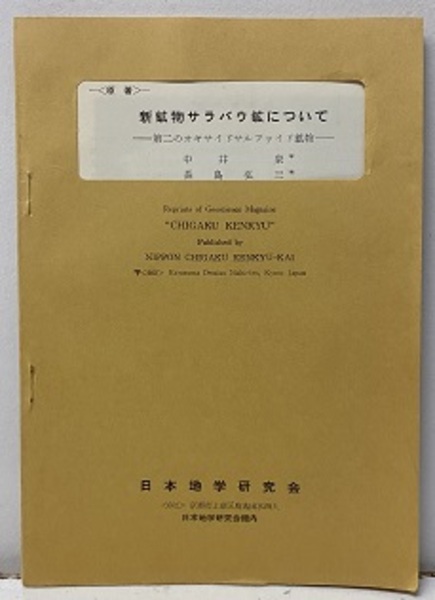 ―＜原著＞―
新鉱物サラバウ鉱について
――第二のオキサイドサルファイド鉱物――
中井 泉*
長島弘三*
Reprints of Geoscience Magazine
"CHIGAKU KENKYU"
Published by
NIPPON CHIGAKU KENKYU-KAI
Kyoto Japan
日本地学研究会
日本地学研究会館内